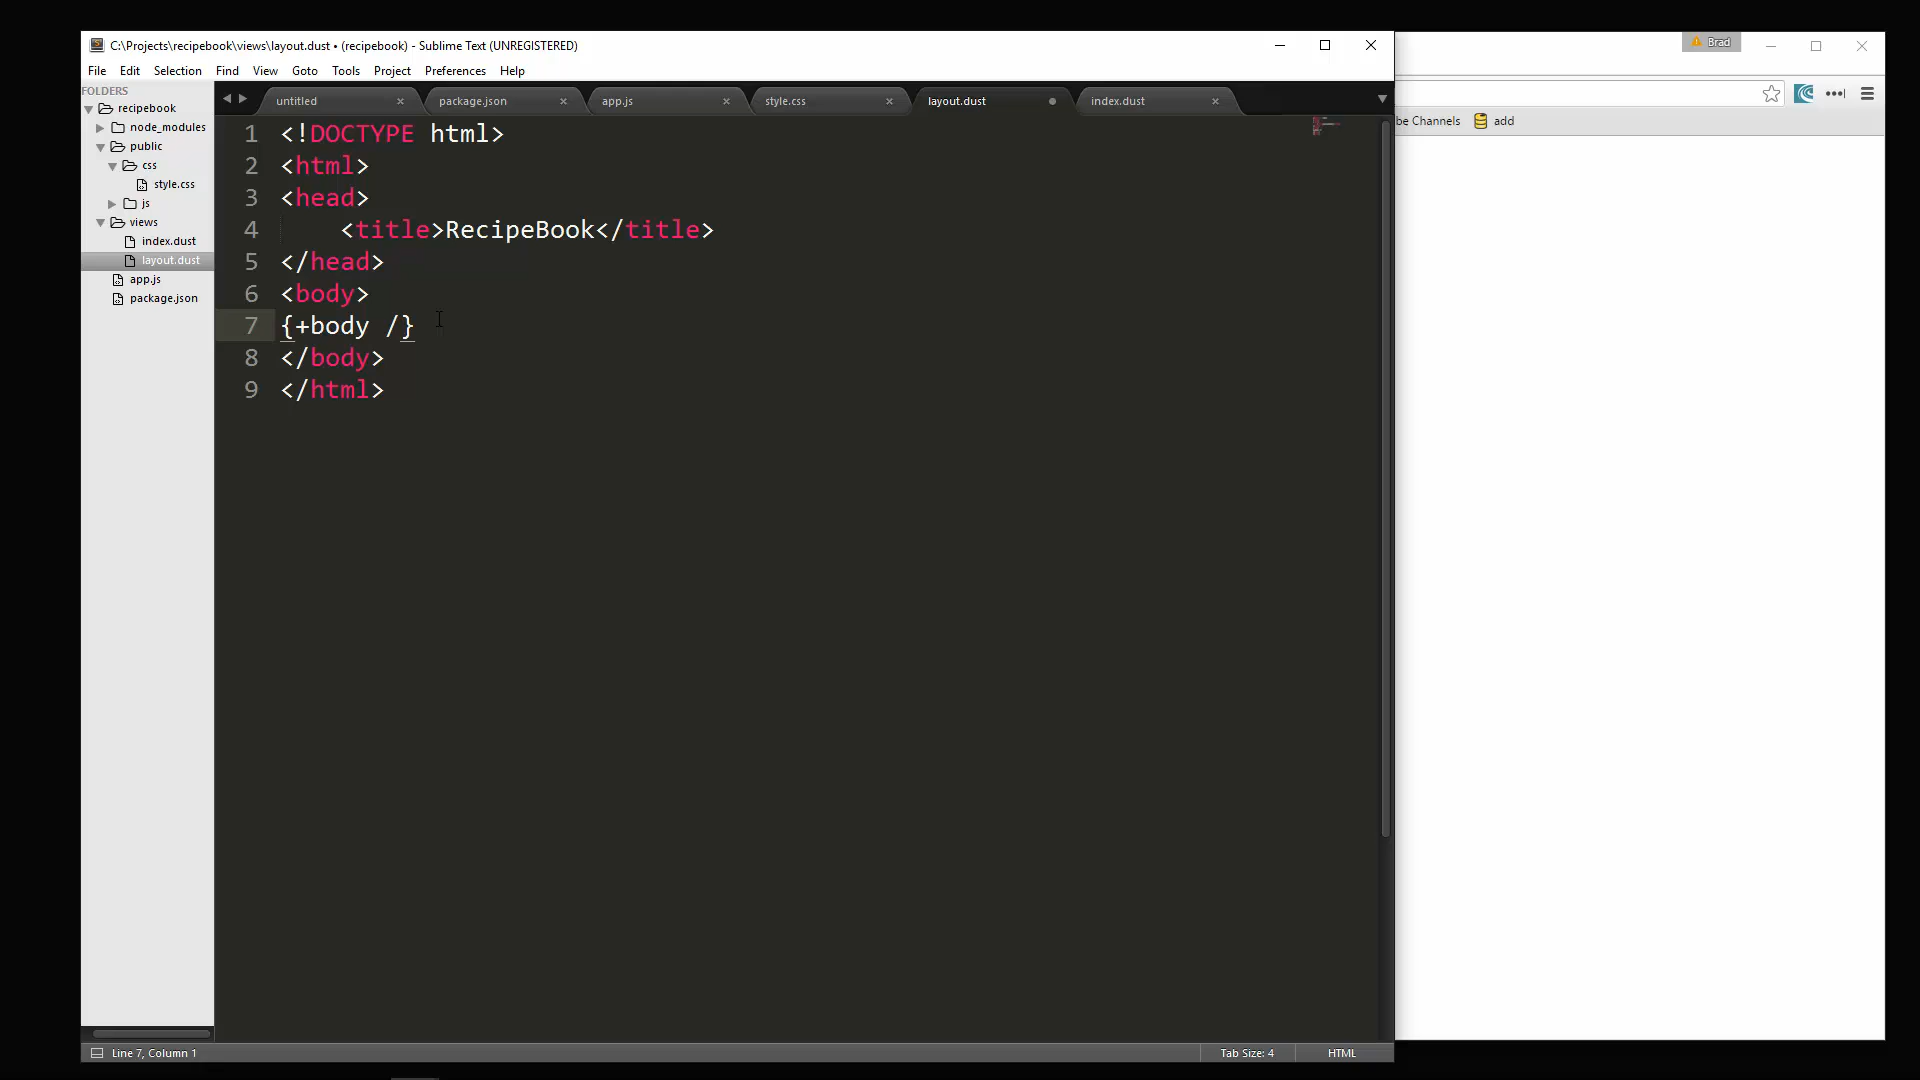 C:\Projects\recipebook\views\layout.dust • (recipebook) - Sublime Text (UNREGISTERED)
Brad
File Edit Selection Find View Goto Tools Project Preferences Help
FOLDERS
recipebook
node_modules
public
css
style.css
js
views
index.dust
layout.dust
app.js
package.json
untitled
package.json
app.js
style.css
layout.dust
index.dust
be Channels
add
1 <!DOCTYPE html>
2 <html>
3 <head>
4 <title>RecipeBook</title>
5 </head>
6 <body>
7 {+body /}
8 </body>
9 </html>
Line 7, Column 1
Tab Size: 4
HTML